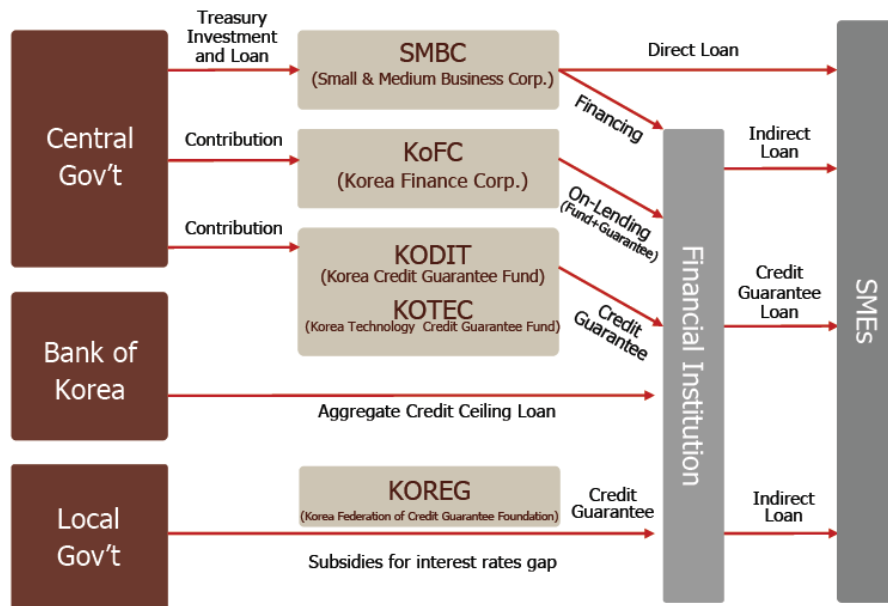 Treasury
Investment
and Loan
SMBC
(Small & Medium Business Corp.)
Direct Loan
Financing
Central
Gov't
Contribution
KoFC
(Korea Finance Corp.)
On-Lending
(Fund+Guarantee)
Indirect
Loan
Contribution
KODIT
(Korea Credit Guarantee Fund)
KOTEC
(Korea Technology Credit Guarantee Fund)
Credit
Guarantee
Financial Institution
Credit
Guarantee
Loan
SMEs
Bank of
Korea
Aggregate Credit Ceiling Loan
Local
Gov't
KOREG
(Korea Federation of Credit Guarantee Foundation)
Credit
Guarantee
Subsidies for interest rates gap
Indirect
Loan